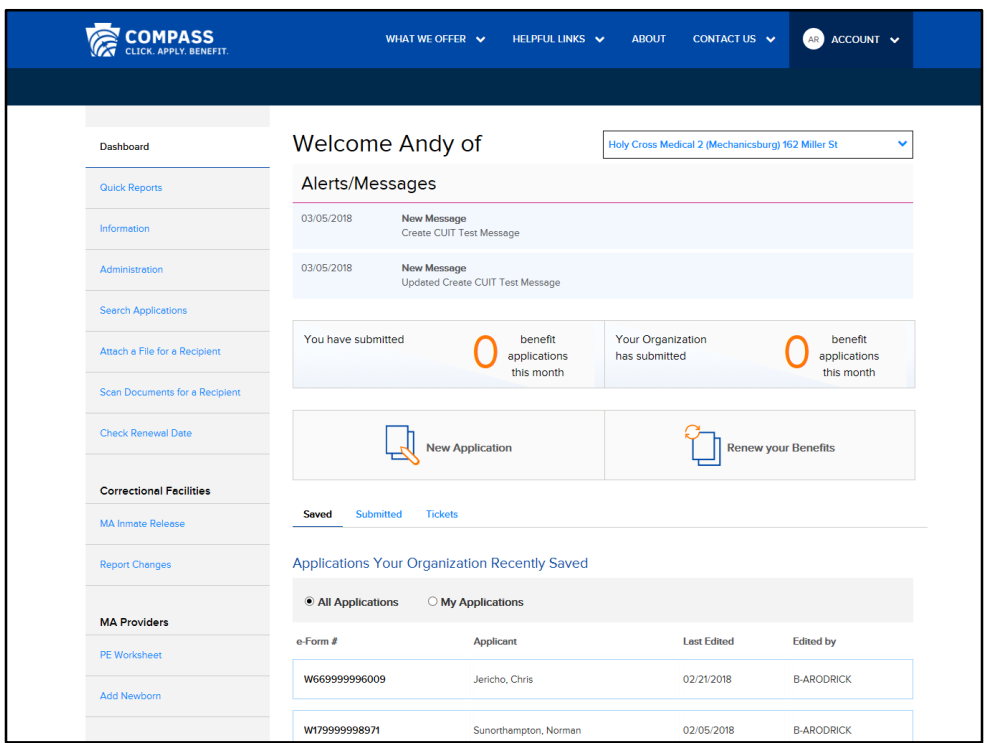 COMPASS
CLICK. APPLY. BENEFIT.
WHAT WE OFFER
HELPFUL LINKS
ABOUT
CONTACT US
AR
ACCOUNT
Dashboard
Quick Reports
Information
Administration
Search Applications
Attach a File for a Recipient
Scan Documents for a Recipient
Check Renewal Date
Correctional Facilities
MA Inmate Release
Report Changes
MA Providers
PE Worksheet
Add Newborn
Welcome Andy of
Holy Cross Medical 2 (Mechanicsburg) 162 Miller St
Alerts/Messages
03/05/2018 New Message
Create CUIT Test Message
03/05/2018 New Message
Updated Create CUIT Test Message
You have submitted
0
benefit
applications
this month
Your Organization
has submitted
0
benefit
applications
this month
New Application
Renew your Benefits
Saved Submitted Tickets
Applications Your Organization Recently Saved
All Applications My Applications
e-Form # Applicant Last Edited Edited by
W669999996009 Jericho, Chris 02/21/2018 B-ARODRICK
W179999998971 Sunorthampton, Norman 02/05/2018 B-ARODRICK